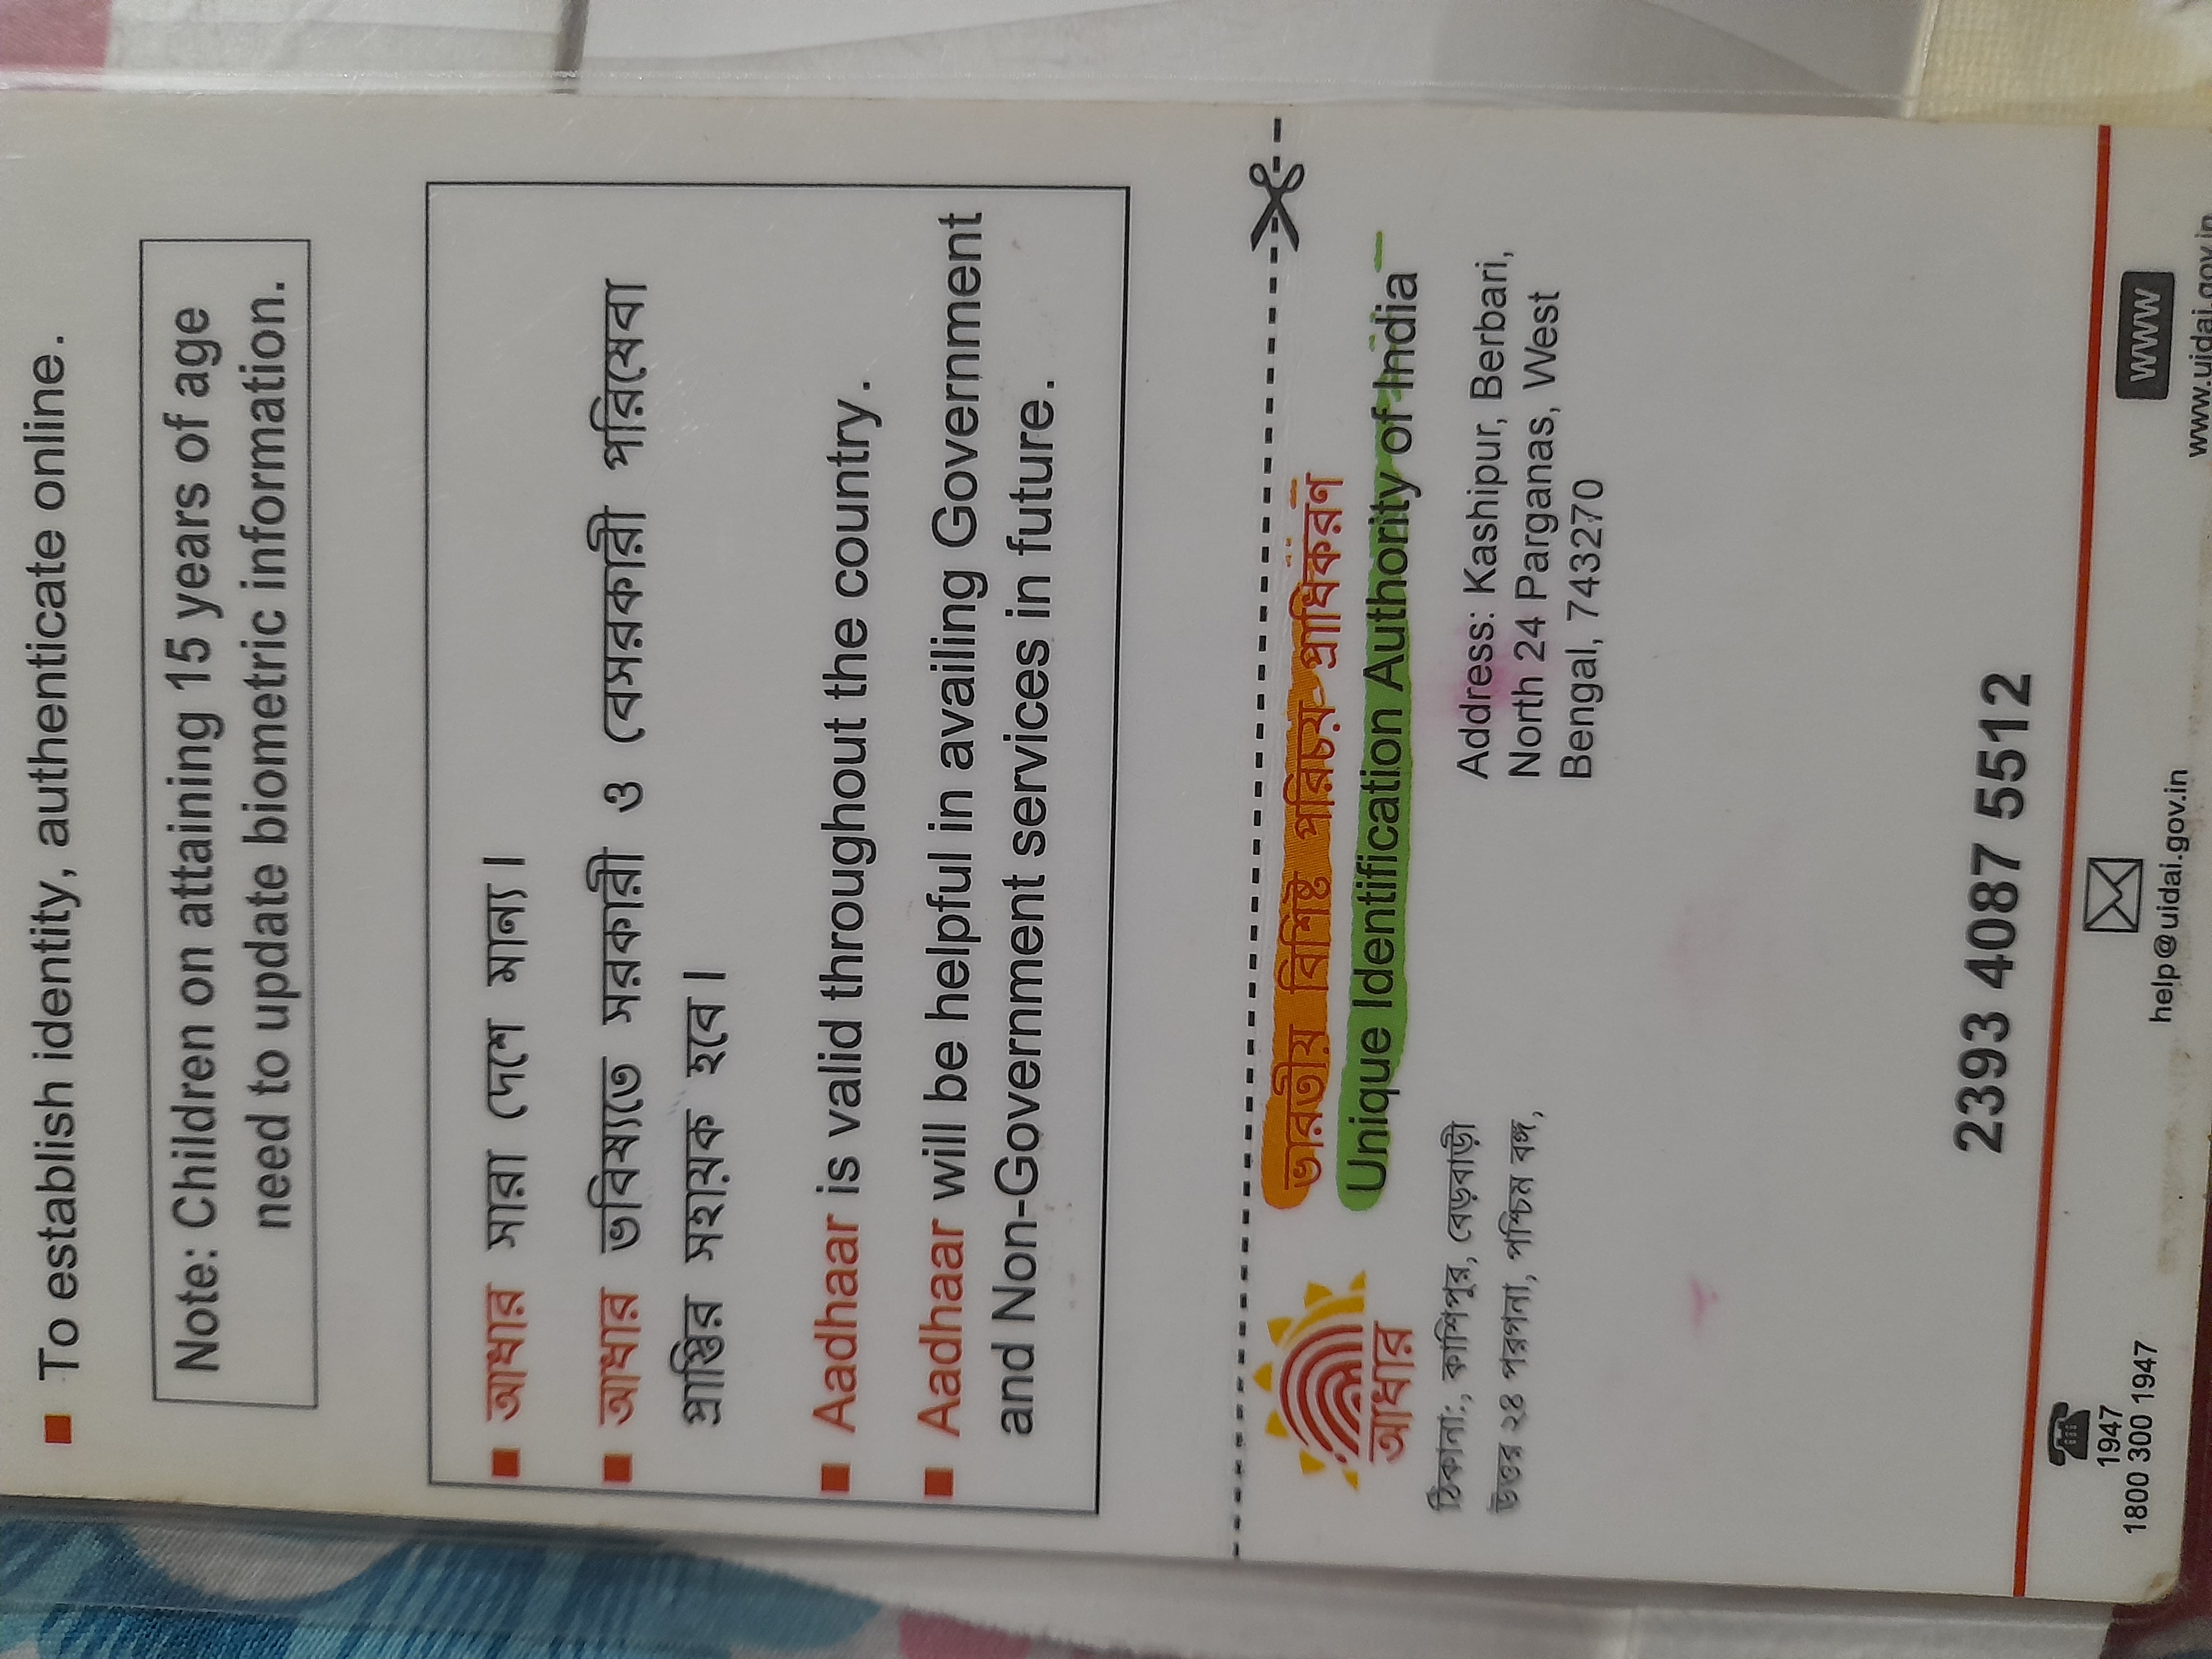 To establish identity, authenticate online.
Note: Children on attaining 15 years of age
need to update biometric information.
আধার সারা দেশে মান্য।
আধার ভবিষ্যতে সরকারী ও বেসরকারী পরিষেবা
প্রাপ্তির সহায়ক হবে।
Aadhaar is valid throughout the country.
Aadhaar will be helpful in availing Government
and Non-Government services in future.
ভারতীয় বিশিষ্ট পরিচয় প্রাধিকরণ
Unique Identification Authority of India
আধার
ঠিকানা:, কাশিপুর, বেড়বাড়ী
উত্তর ২৪ পরগনা, পশ্চিম বঙ্গ,
Address: Kashipur, Berbari,
North 24 Parganas, West
Bengal, 743270
2393 4087 5512
1947
1800 300 1947
help@uidai.gov.in
WWW
www.uidai.gov.in